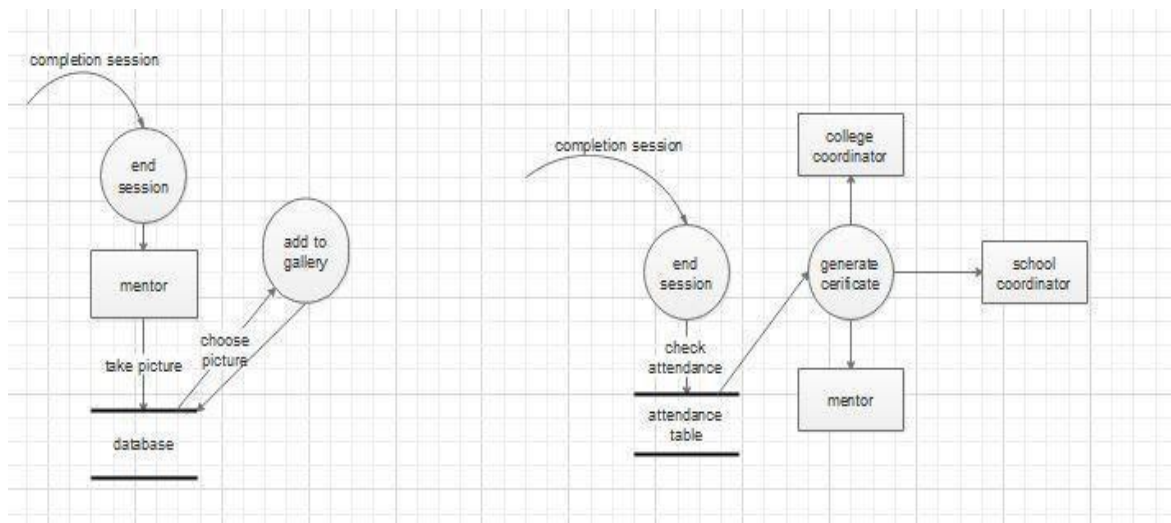 completion session
end
session
mentor
take picture
database
add to
gallery
choose
picture
completion session
end
session
check
attendance
attendance
table
generate
cerificate
college
coordinator
school
coordinator
mentor